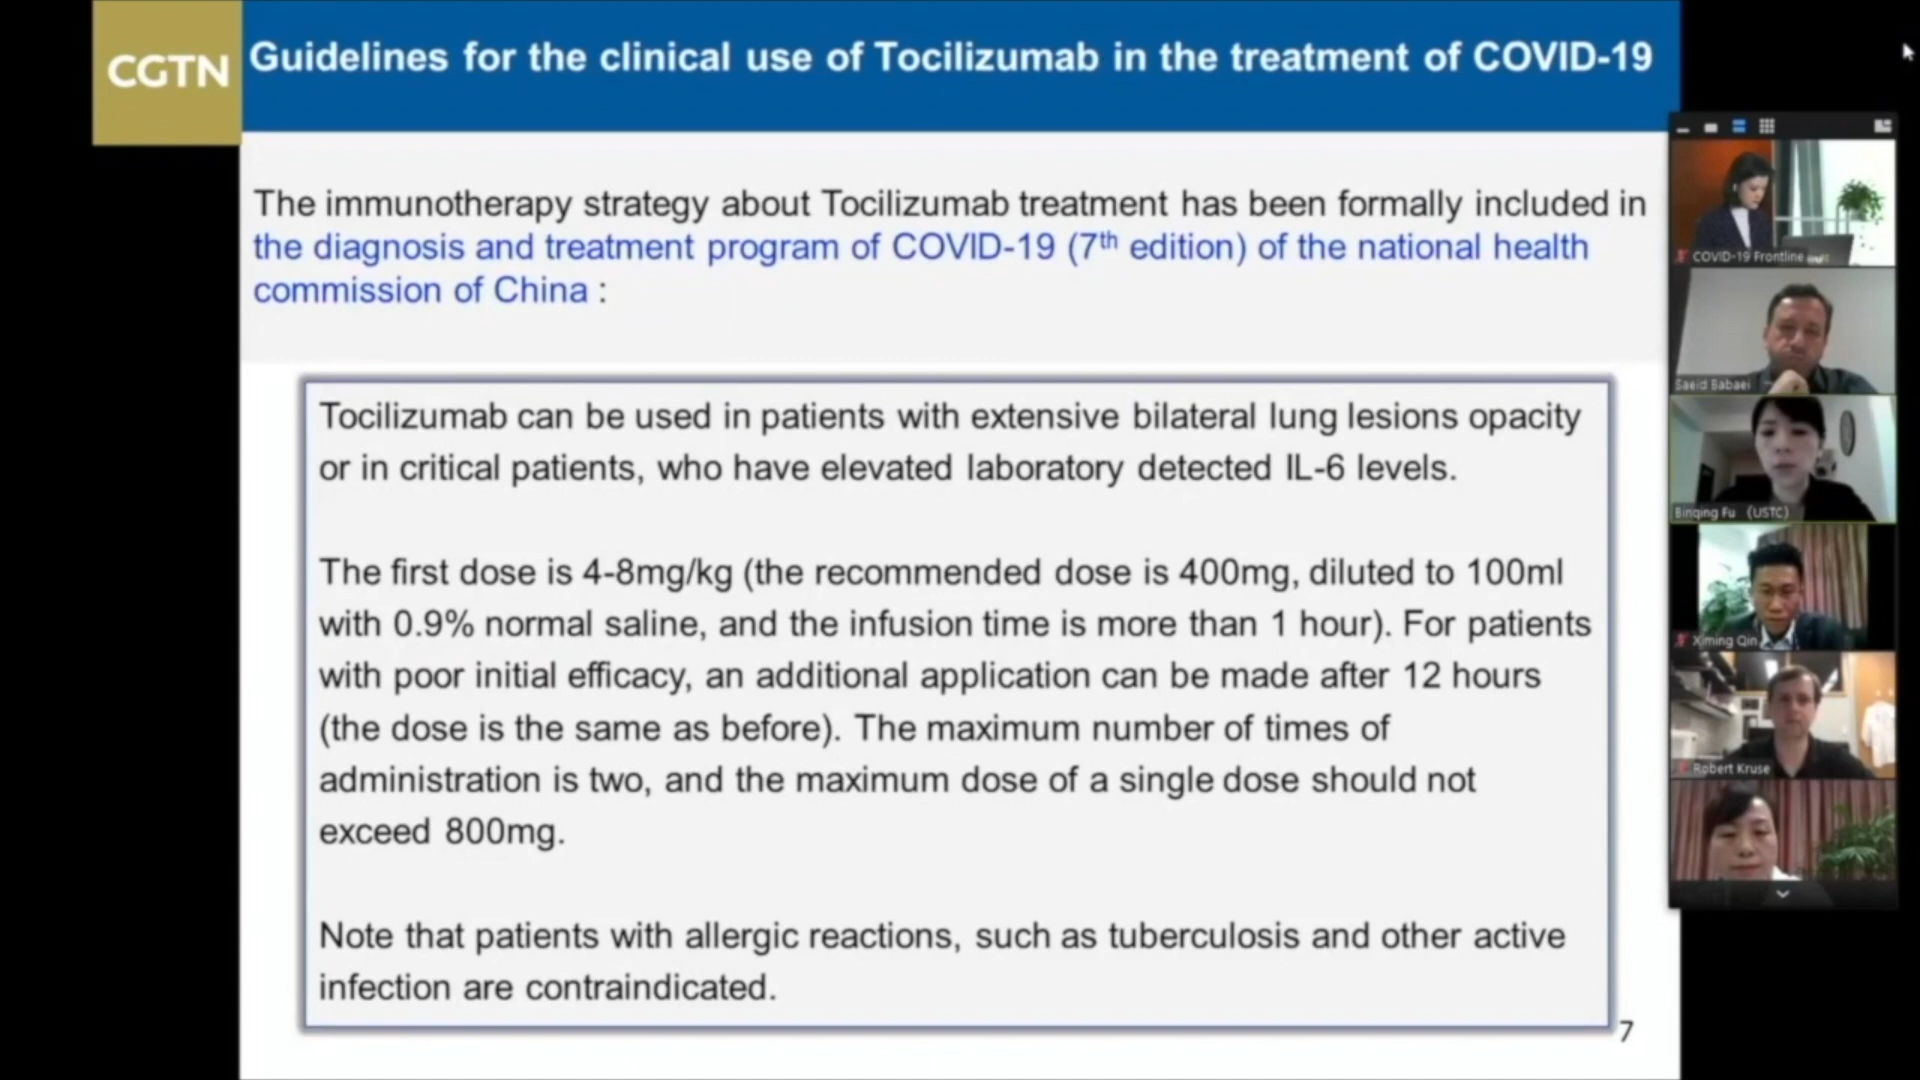 CGTN
Guidelines for the clinical use of Tocilizumab in the treatment of COVID-19
The immunotherapy strategy about Tocilizumab treatment has been formally included in
the diagnosis and treatment program of COVID-19 (7th edition) of the national health
commission of China :
Tocilizumab can be used in patients with extensive bilateral lung lesions opacity
or in critical patients, who have elevated laboratory detected IL-6 levels.
The first dose is 4-8mg/kg (the recommended dose is 400mg, diluted to 100ml
with 0.9% normal saline, and the infusion time is more than 1 hour). For patients
with poor initial efficacy, an additional application can be made after 12 hours
(the dose is the same as before). The maximum number of times of
administration is two, and the maximum dose of a single dose should not
exceed 800mg.
Note that patients with allergic reactions, such as tuberculosis and other active
infection are contraindicated.
7
COVID-19 Frontline
Saeid Babaei
Binqing Fu (USTC)
Ximing Qin
Robert Kruse